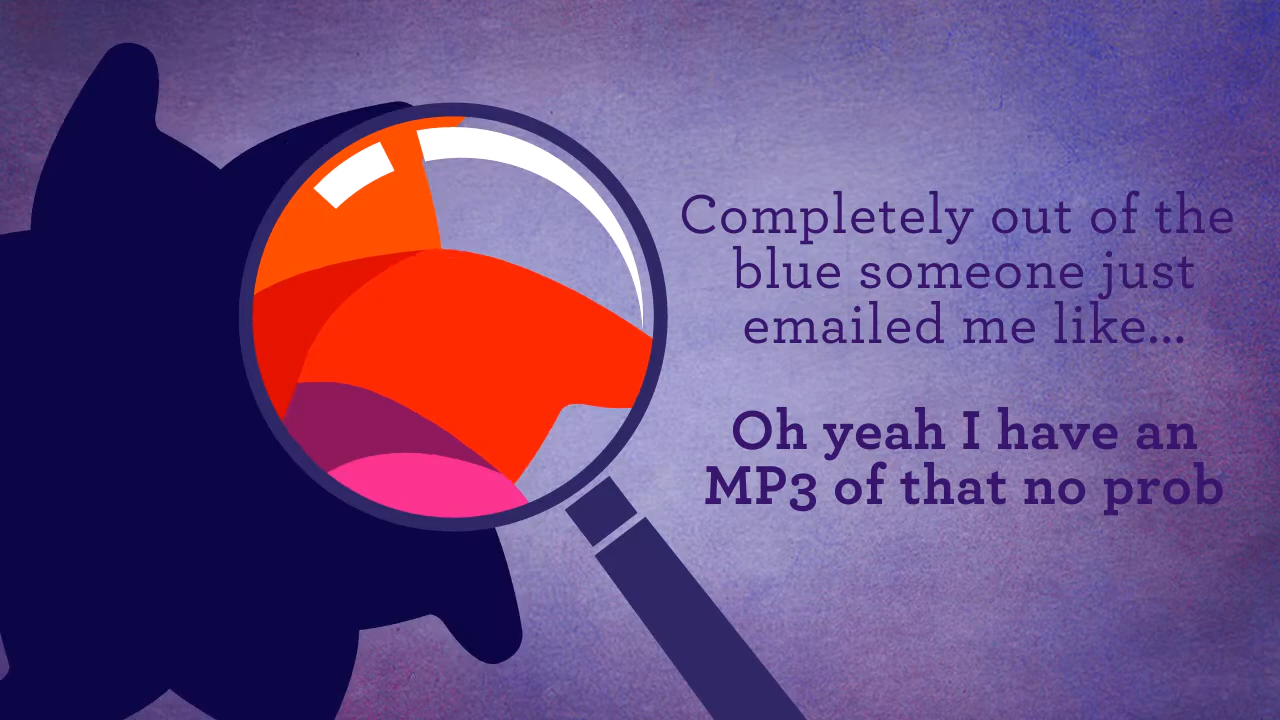 Completely out of the
blue someone just
emailed me like...
Oh yeah I have an
MP3 of that no prob